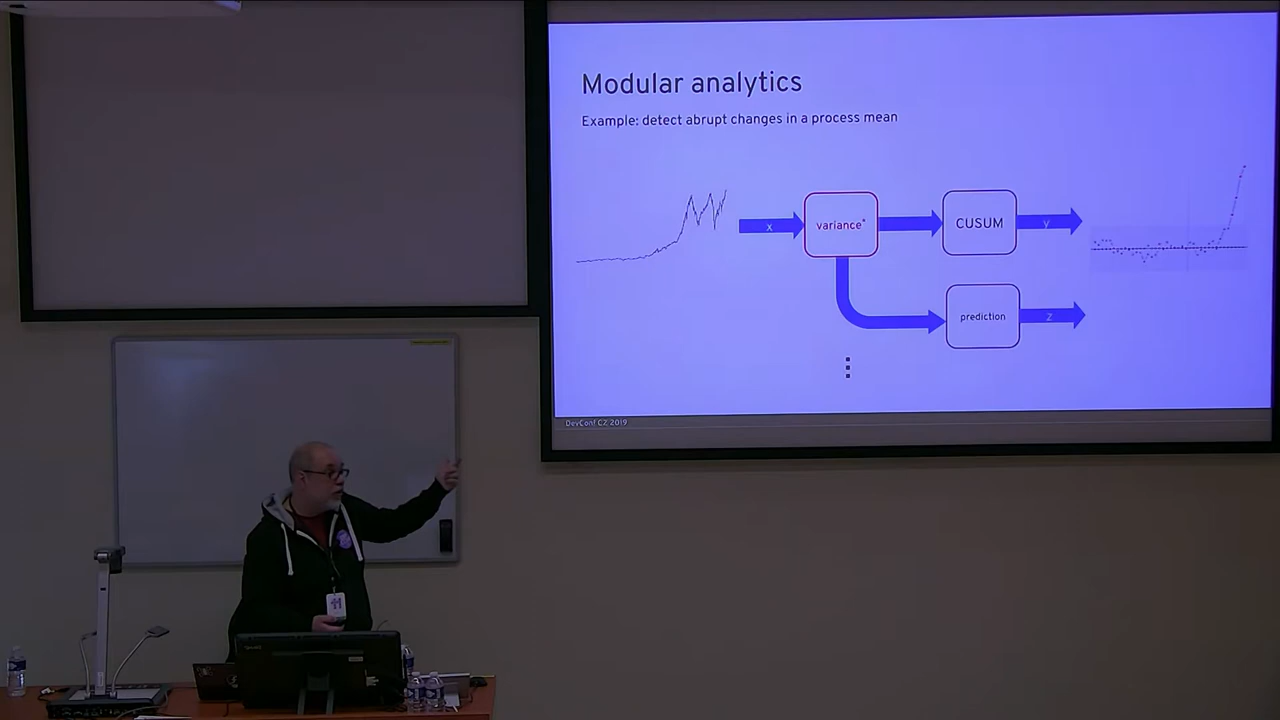 Modular analytics
Example: detect abrupt changes in a process mean
x
variance*
CUSUM
y
prediction
z
DevConf CZ 2019